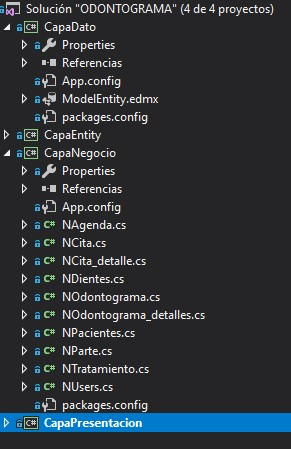 Solución "ODONTOGRAMA" (4 de 4 proyectos)
C# CapaDato
Properties
Referencias
App.config
ModelEntity.edmx
packages.config
C# CapaEntity
C# CapaNegocio
Properties
Referencias
App.config
C# NAgenda.cs
C# NCita.cs
C# NCita_detalle.cs
C# NDientes.cs
C# NOdontograma.cs
C# NOdontograma_detalles.cs
C# NPacientes.cs
C# NParte.cs
C# NTratamiento.cs
C# NUsers.cs
packages.config
C# CapaPresentacion